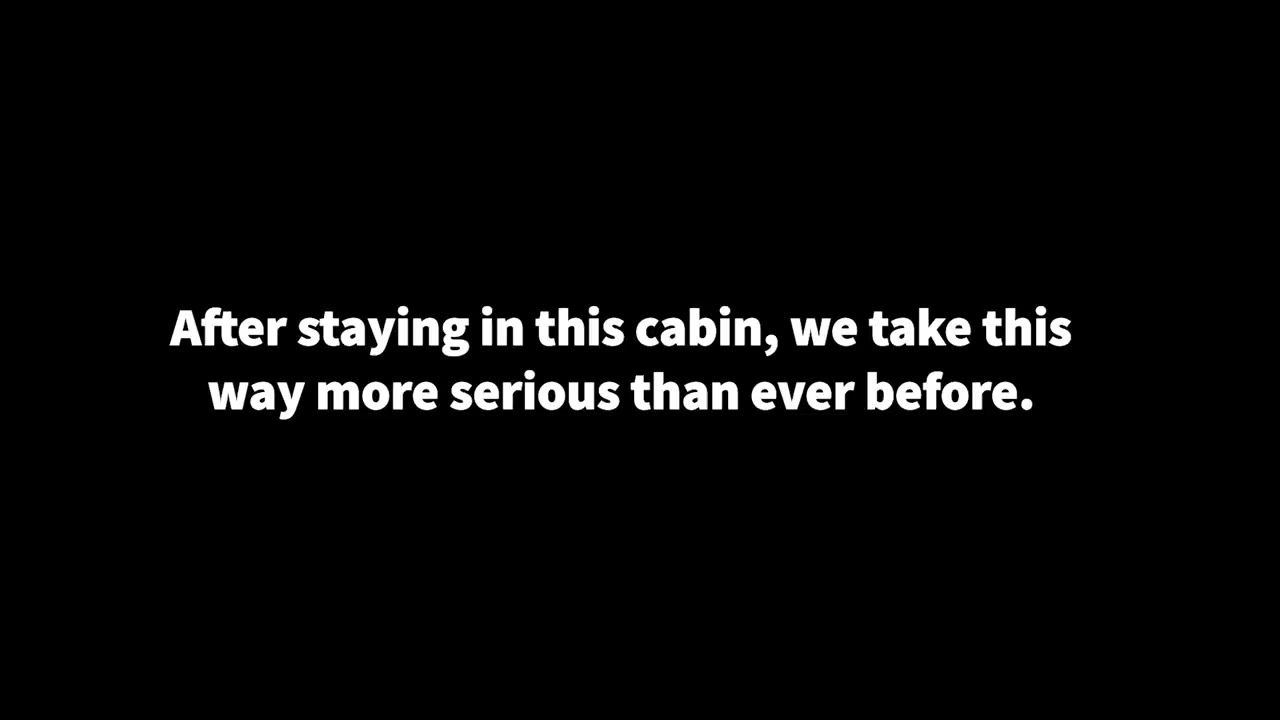 After staying in this cabin, we take this
way more serious than ever before.